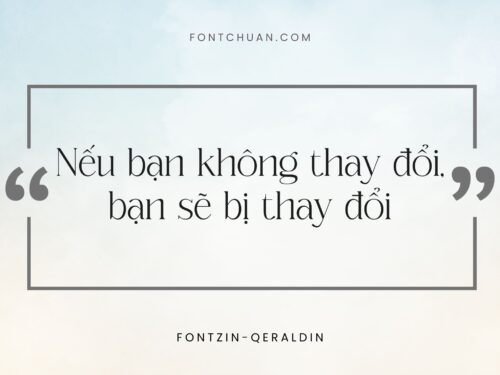 FONTCHUAN.COM
“ Nếu bạn không thay đổi, ”
bạn sẽ bị thay đổi
FONTZIN-QERALDIN